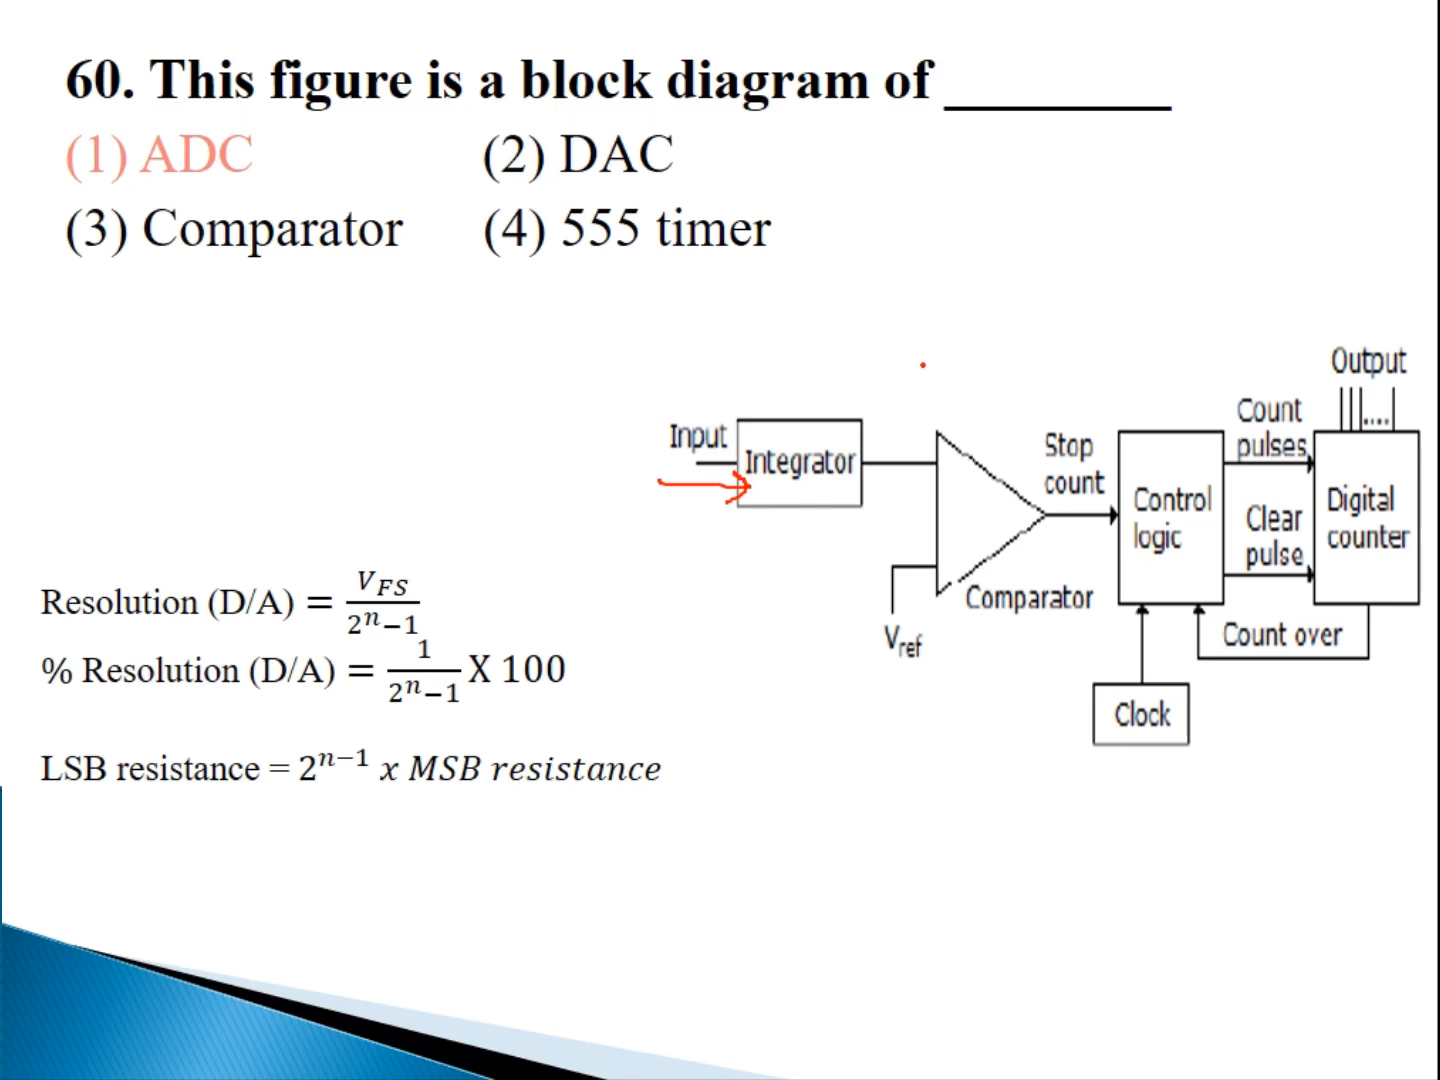 60. This figure is a block diagram of ________
(1) ADC (2) DAC
(3) Comparator (4) 555 timer
Output
Count
pulses
Input
Integrator
Stop
count
Control
logic
Clear
pulse
Digital
counter
Comparator
Vref
Count over
Clock
Resolution (D/A) = V_FS / 2^n−1
% Resolution (D/A) = 1 / 2^n−1 X 100
LSB resistance = 2^{n−1} x MSB resistance